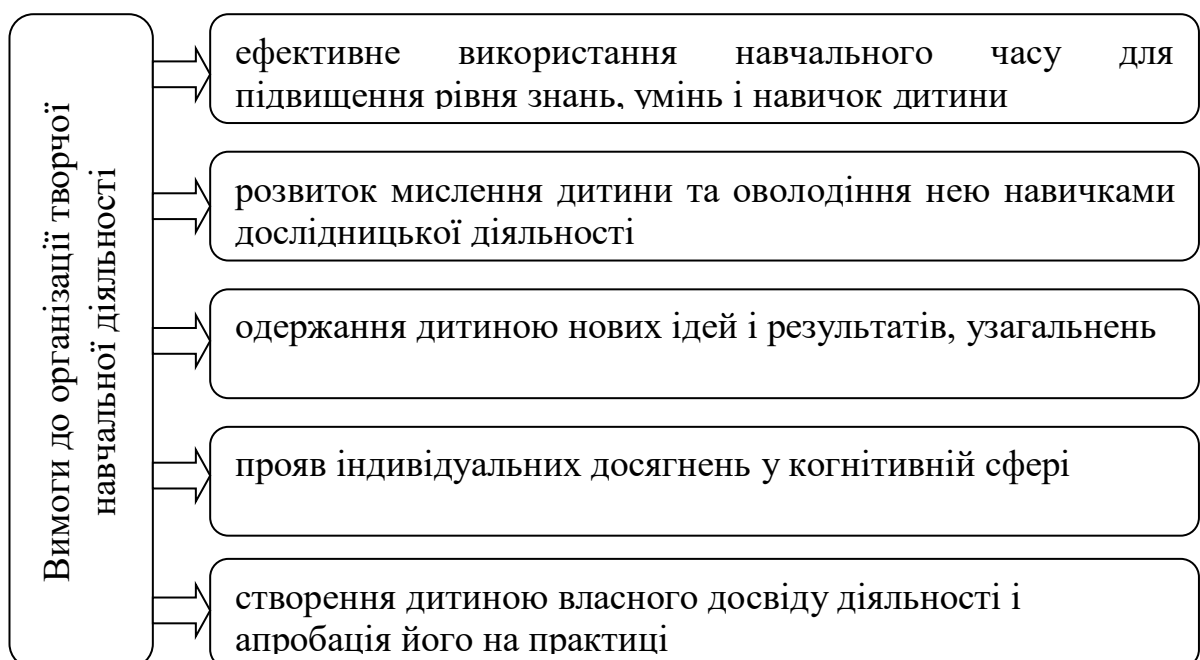 Вимоги до організації творчої
навчальної діяльності
ефективне використання навчального часу для
підвищення рівня знань, умінь і навичок дитини
розвиток мислення дитини та оволодіння нею навичками
дослідницької діяльності
одержання дитиною нових ідей і результатів, узагальнень
прояв індивідуальних досягнень у когнітивній сфері
створення дитиною власного досвіду діяльності і
апробація його на практиці